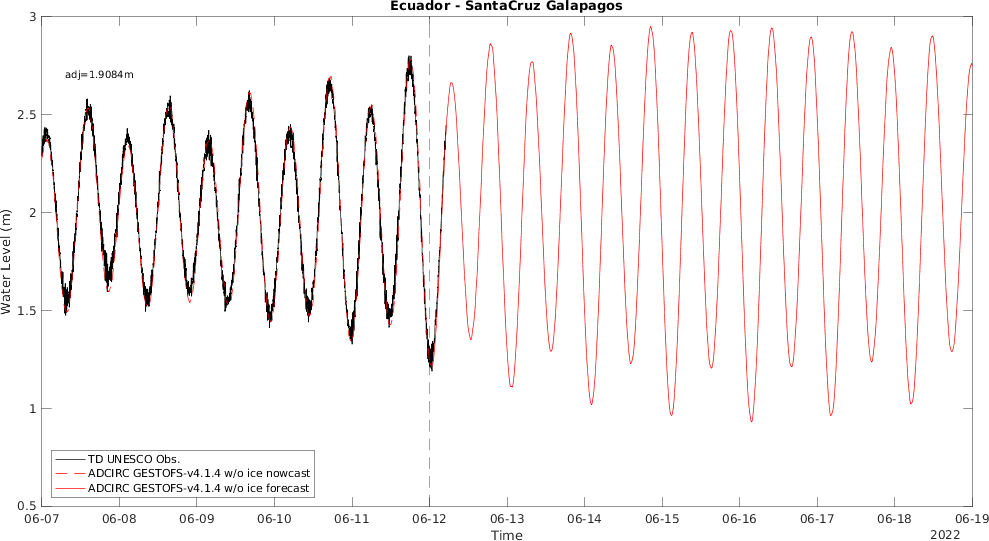 Ecuador - SantaCruz Galapagos
adj=1.9084m
Water Level (m)
3
2.5
2
1.5
1
0.5
TD UNESCO Obs.
ADCIRC GESTOFS-v4.1.4 w/o ice nowcast
ADCIRC GESTOFS-v4.1.4 w/o ice forecast
06-07 06-08 06-09 06-10 06-11 06-12 06-13 06-14 06-15 06-16 06-17 06-18 06-19
Time
2022